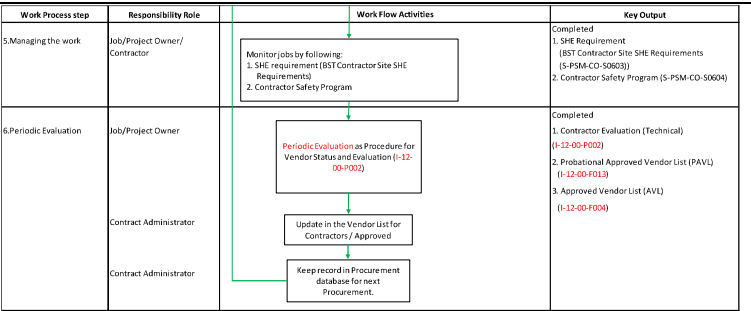 Work Process step
Responsibility Role
Work Flow Activities
Key Output
5.Managing the work
Job/Project Owner/
Contractor
Monitor jobs by following:
1. SHE requirement (BST Contractor Site SHE
Requirements)
2. Contractor Safety Program
Completed
1. SHE Requirement
(BST Contractor Site SHE Requirements
(S-PSM-CO-S0603))
2. Contractor Safety Program (S-PSM-CO-S0604)
6.Periodic Evaluation
Job/Project Owner
Periodic Evaluation as Procedure for
Vendor Status and Evaluation (I-12-
00-P002)
Completed
1. Contractor Evaluation (Technical)
(I-12-00-P002)
2. Probational Approved Vendor List (PAVL)
(I-12-00-F013)
3. Approved Vendor List (AVL)
(I-12-00-F004)
Contract Administrator
Update in the Vendor List for
Contractors / Approved
Contract Administrator
Keep record in Procurement
database for next
Procurement.